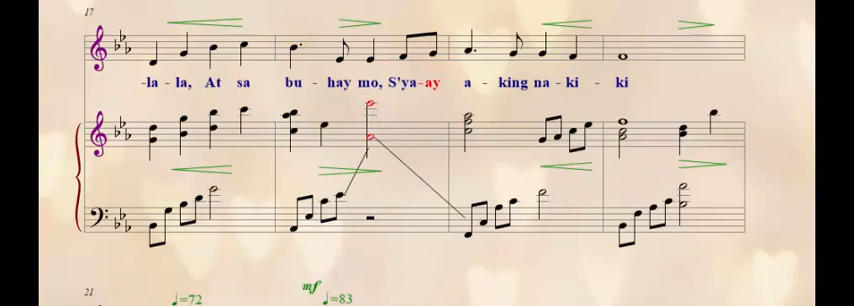 17
-la - la, At sa bu - hay mo, S'ya-ay a - king na - ki - ki
21
♩=72
mf
♩=83